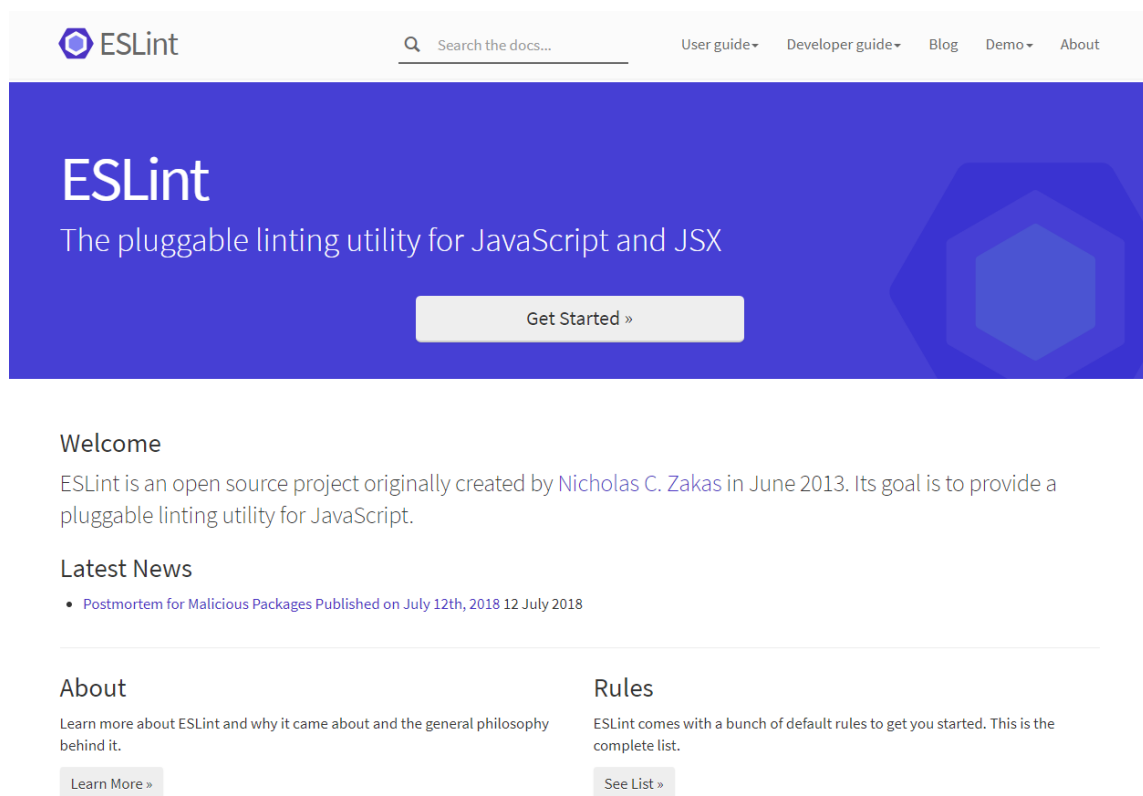 ESLint
Search the docs...
User guide
Developer guide
Blog
Demo
About
ESLint
The pluggable linting utility for JavaScript and JSX
Get Started »
Welcome
ESLint is an open source project originally created by Nicholas C. Zakas in June 2013. Its goal is to provide a
pluggable linting utility for JavaScript.
Latest News
• Postmortem for Malicious Packages Published on July 12th, 2018 12 July 2018
About
Learn more about ESLint and why it came about and the general philosophy
behind it.
Learn More »
Rules
ESLint comes with a bunch of default rules to get you started. This is the
complete list.
See List »